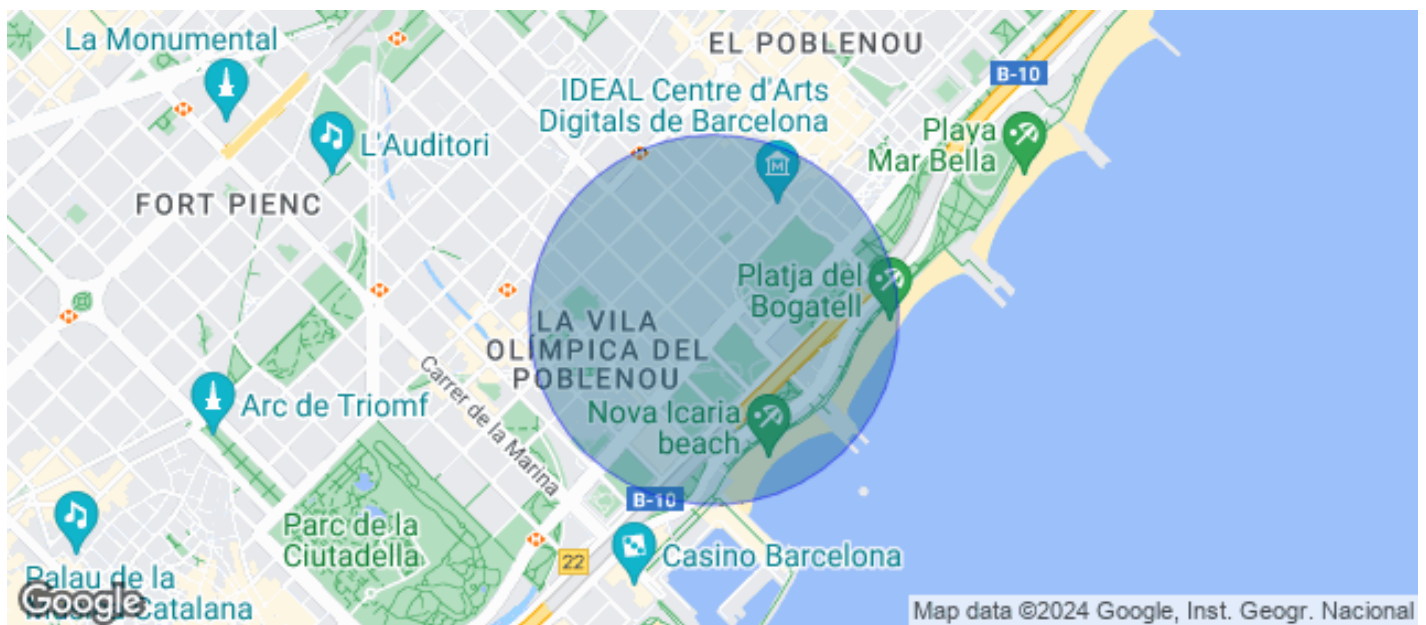 La Monumental
EL POBLENOU
B-10
IDEAL Centre d'Arts
Digitals de Barcelona
Playa
Mar Bella
L'Auditori
FORT PIENC
Platja del
Bogatell
LA VILA
OLÍMPICA DEL
POBLENOU
Carrer de la Marina
Arc de Triomf
Nova Icaria
beach
B-10
Parc de la
Ciutadella
22
Casino Barcelona
Palau de la
Música Catalana
Google
Map data ©2024 Google, Inst. Geogr. Nacional